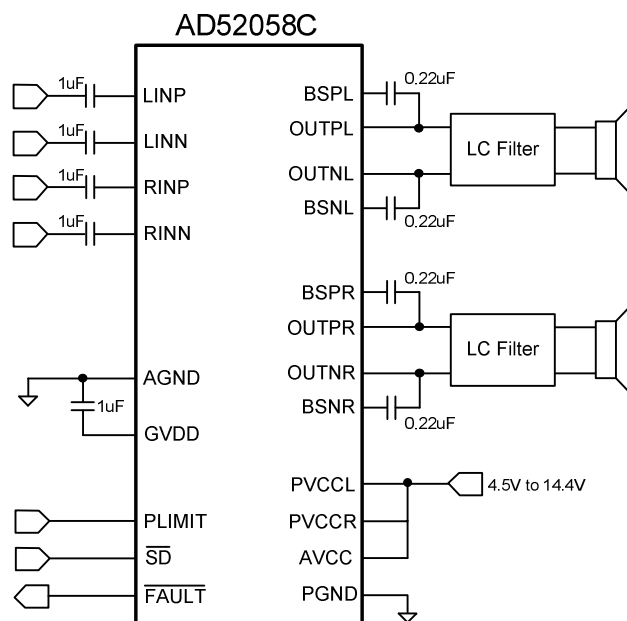 AD52058C
1uF
LINP
1uF
LINN
1uF
RINP
1uF
RINN
AGND
1uF
GVDD
PLIMIT
SD
FAULT
BSPL
0.22uF
OUTPL
LC Filter
OUTNL
BSNL
0.22uF
BSPR
0.22uF
OUTPR
LC Filter
OUTNR
BSNR
0.22uF
PVCCL
4.5V to 14.4V
PVCCR
AVCC
PGND